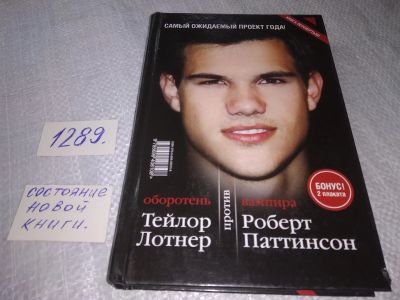 САМЫЙ ОЖИДАЕМЫЙ ПРОЕКТ ГОДА!
1289.
состояние
новой
книги.
оборотень
Тейлор
Лотнер
против
вампира
Роберт
Паттинсон
БОНУС!
2 плаката